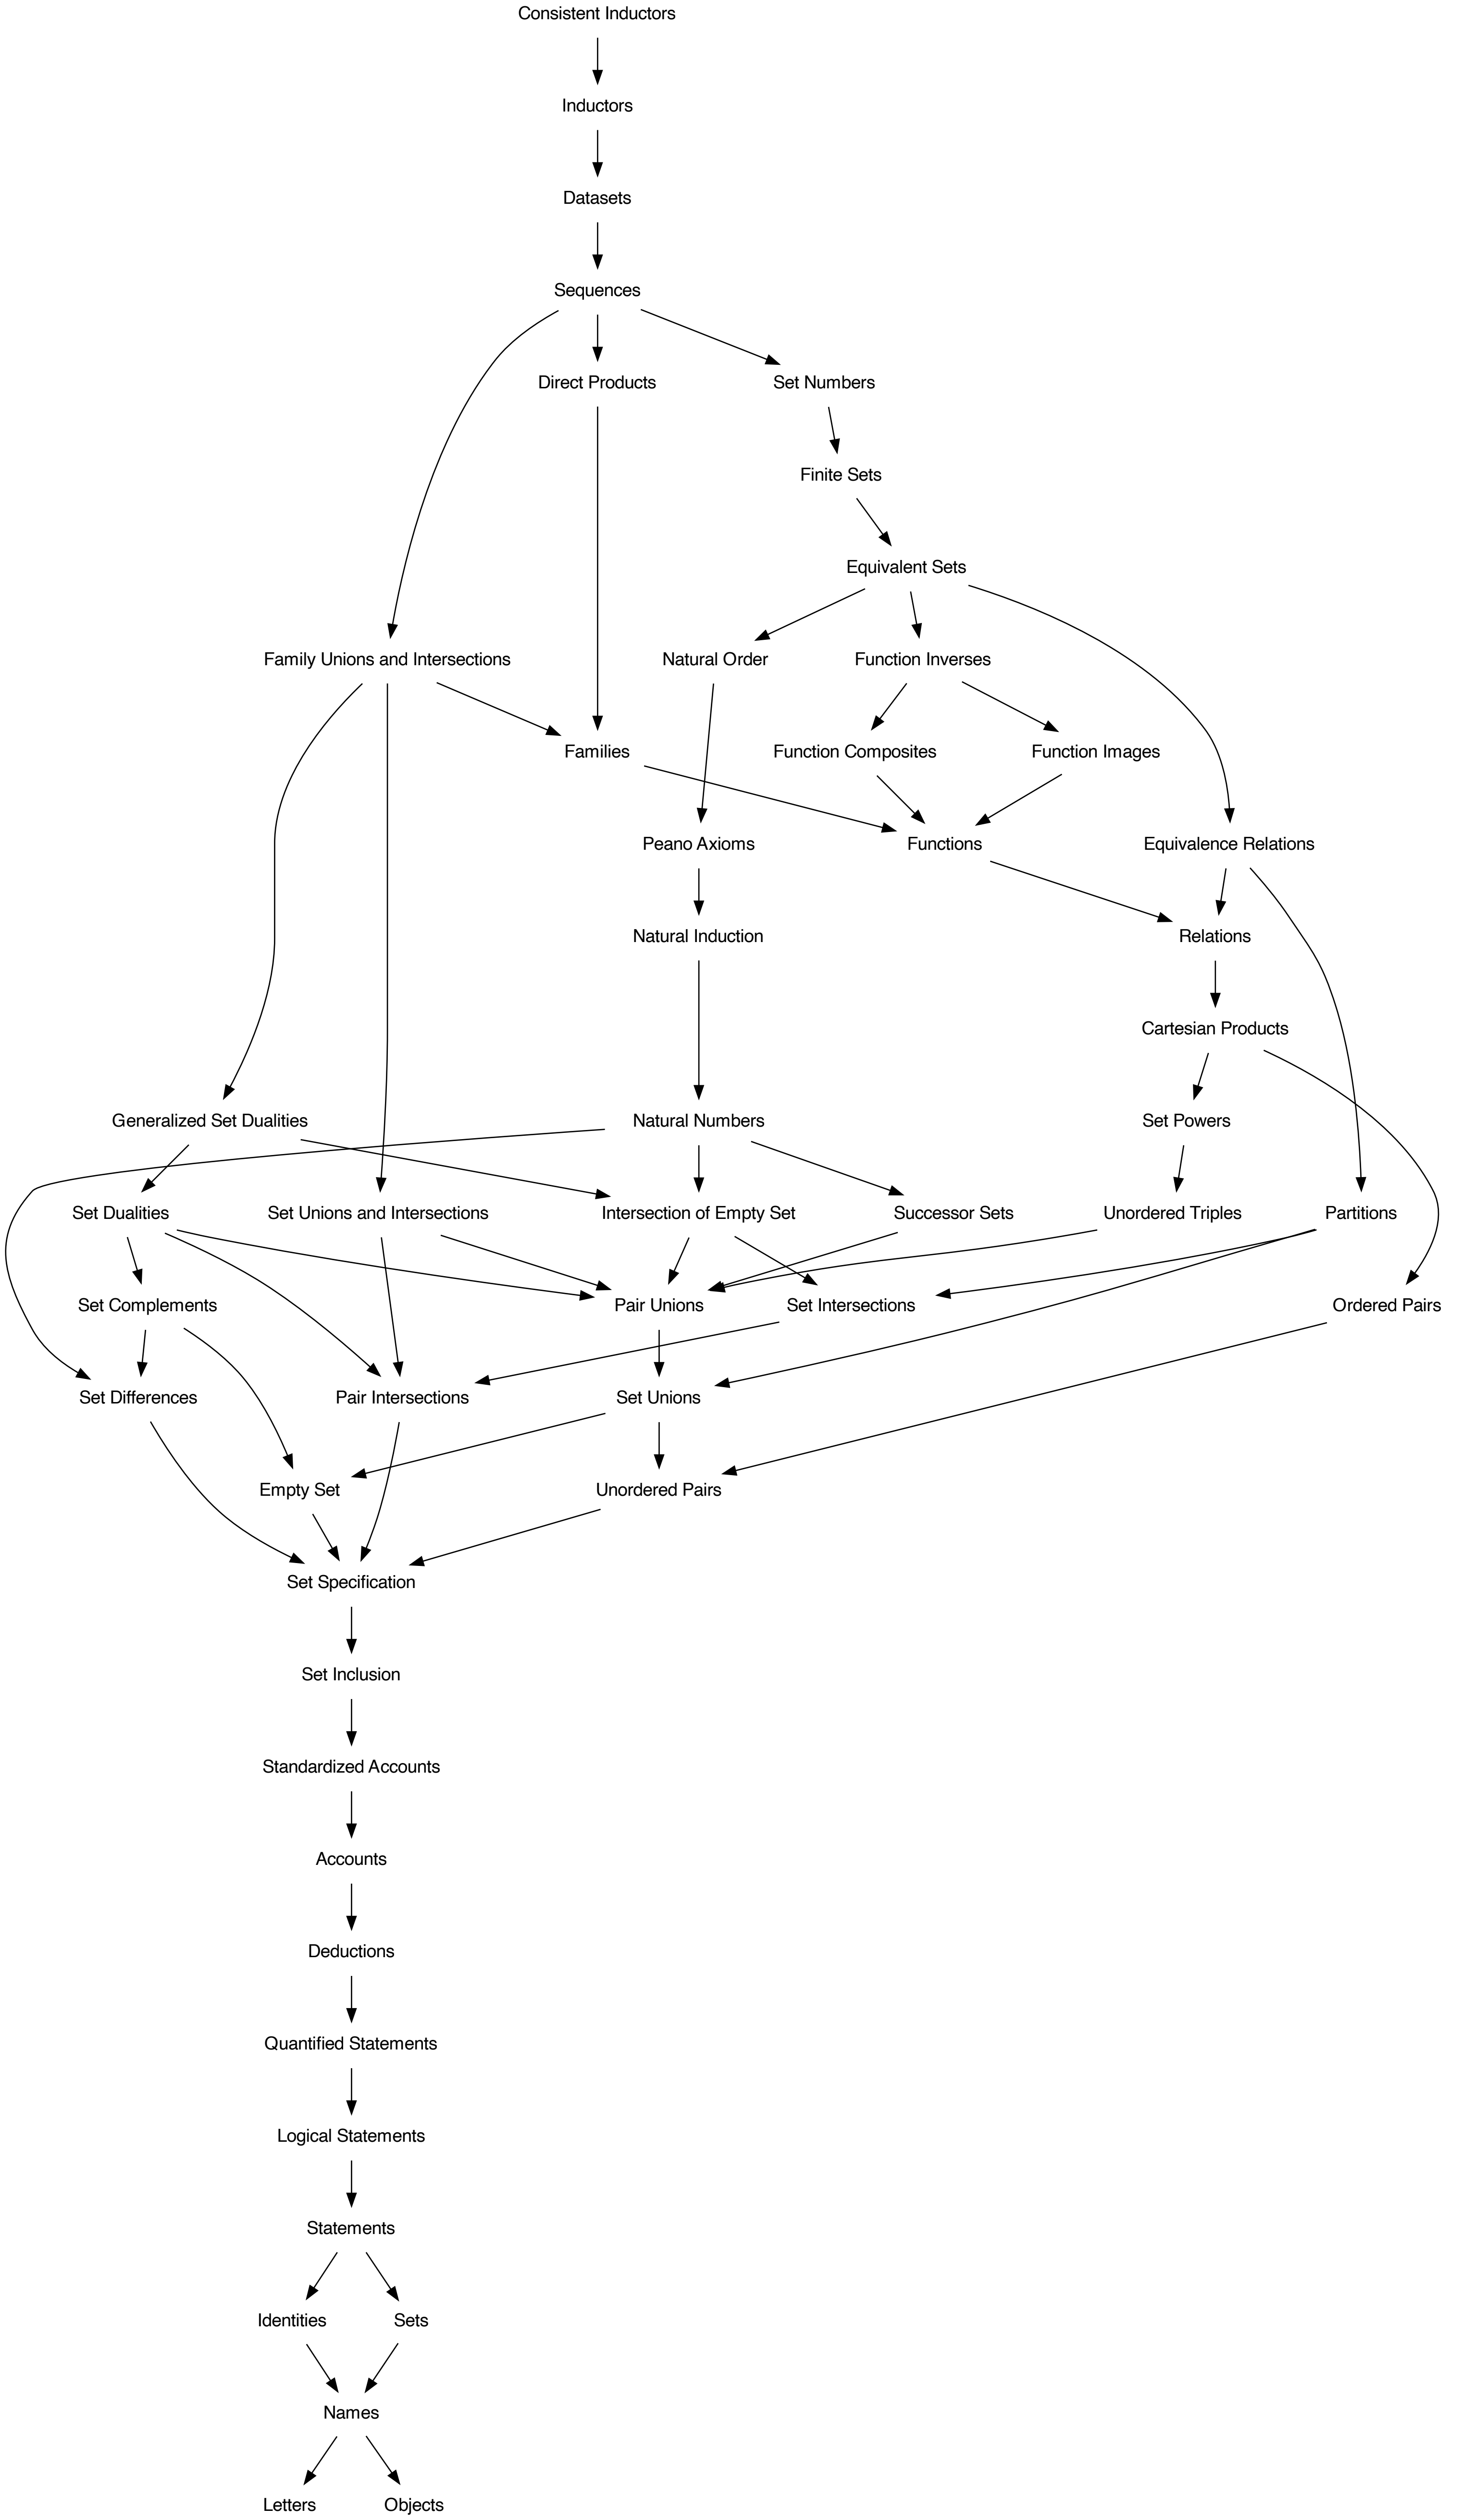 Consistent Inductors
Inductors
Datasets
Sequences
Direct Products
Set Numbers
Finite Sets
Equivalent Sets
Family Unions and Intersections
Natural Order
Function Inverses
Families
Function Composites
Function Images
Peano Axioms
Functions
Equivalence Relations
Natural Induction
Relations
Cartesian Products
Generalized Set Dualities
Natural Numbers
Set Powers
Set Dualities
Set Unions and Intersections
Intersection of Empty Set
Successor Sets
Unordered Triples
Partitions
Set Complements
Pair Unions
Set Intersections
Ordered Pairs
Set Differences
Pair Intersections
Set Unions
Empty Set
Unordered Pairs
Set Specification
Set Inclusion
Standardized Accounts
Accounts
Deductions
Quantified Statements
Logical Statements
Statements
Identities
Sets
Names
Letters
Objects